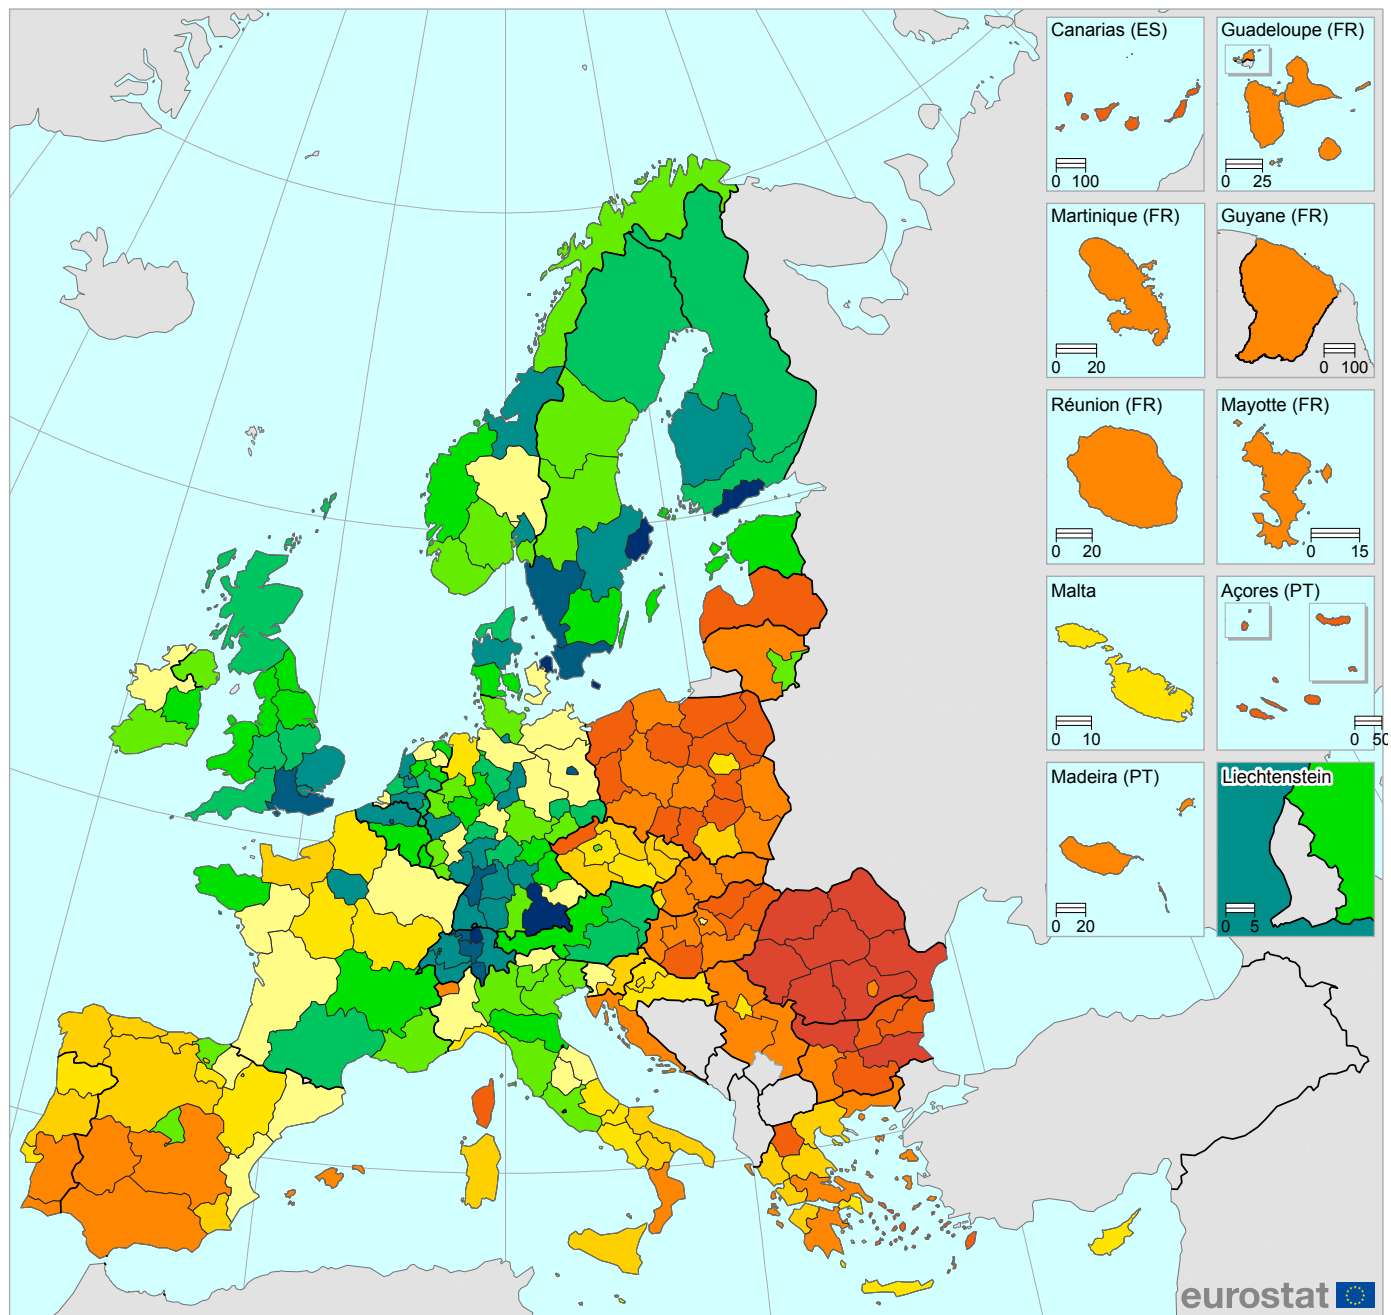 Canarias (ES)
0 100
Guadeloupe (FR)
0 25
Martinique (FR)
0 20
Guyane (FR)
0 100
Réunion (FR)
0 20
Mayotte (FR)
0 15
Malta
0 10
Açores (PT)
0 50
Madeira (PT)
0 20
Liechtenstein
0 5
eurostat